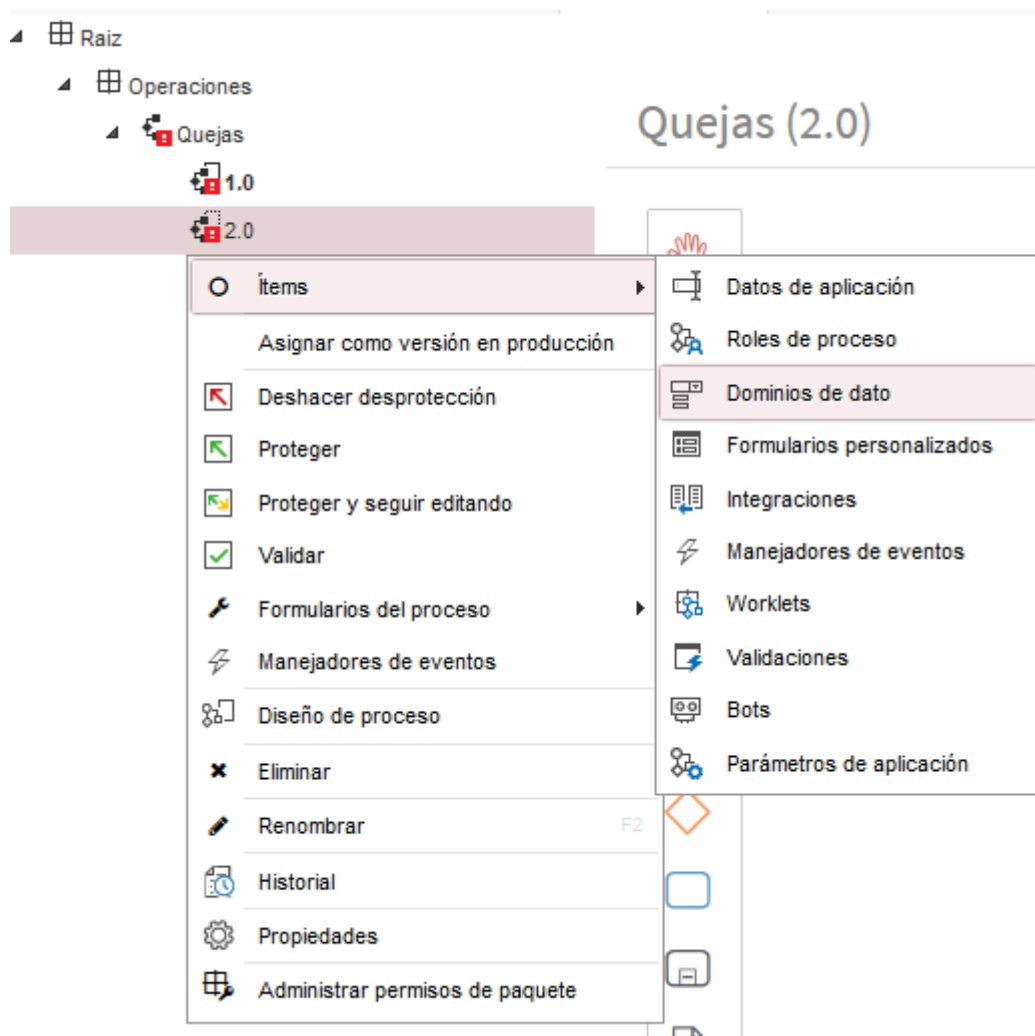 Raiz
Operaciones
Quejas
1.0
2.0
Quejas (2.0)
Ítems
Asignar como versión en producción
Deshacer desprotección
Proteger
Proteger y seguir editando
Validar
Formularios del proceso
Manejadores de eventos
Diseño de proceso
Eliminar
Renombrar F2
Historial
Propiedades
Administrar permisos de paquete
Datos de aplicación
Roles de proceso
Dominios de dato
Formularios personalizados
Integraciones
Manejadores de eventos
Worklets
Validaciones
Bots
Parámetros de aplicación